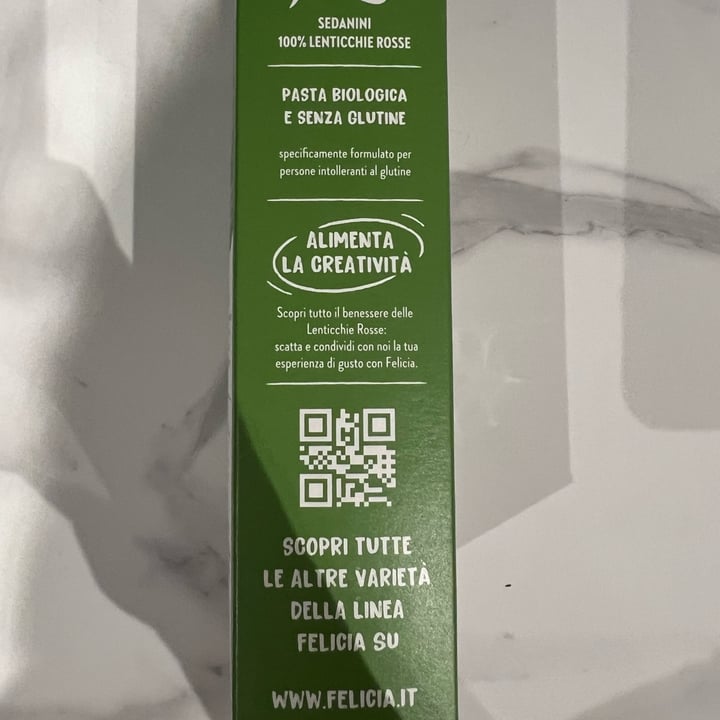 SEDANINI
100% LENTICCHIE ROSSE
PASTA BIOLOGICA
E SENZA GLUTINE
specificamente formulato per
persone intolleranti al glutine
ALIMENTA
LA CREATIVITÀ
Scopri tutto il benessere delle
Lenticchie Rosse:
scatta e condividi con noi la tua
esperienza di gusto con Felicia.
SCOPRI TUTTE
LE ALTRE VARIETÀ
DELLA LINEA
FELICIA SU
WWW.FELICIA.IT